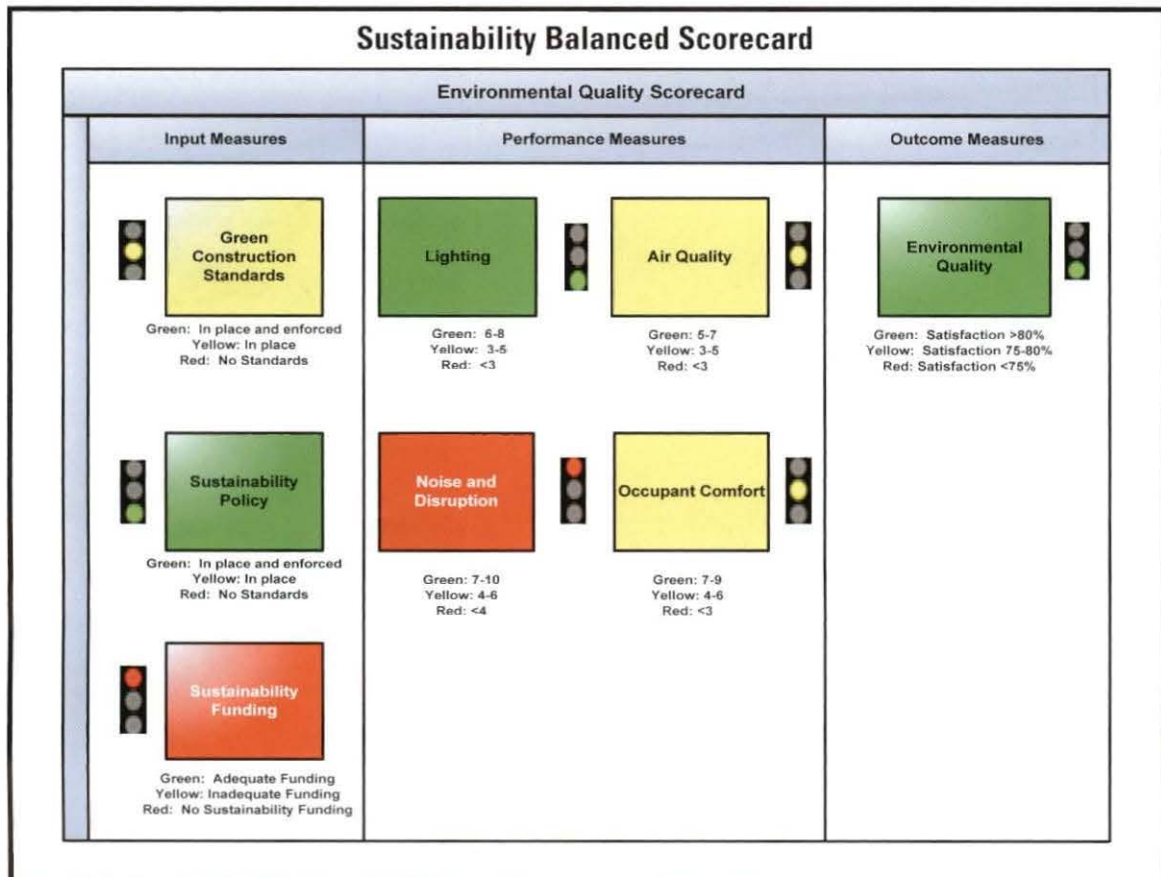 Sustainability Balanced Scorecard
Environmental Quality Scorecard
Input Measures
Performance Measures
Outcome Measures
Green
Construction
Standards
Green: In place and enforced
Yellow: In place
Red: No Standards
Sustainability
Policy
Green: In place and enforced
Yellow: In place
Red: No Standards
Sustainability
Funding
Green: Adequate Funding
Yellow: Inadequate Funding
Red: No Sustainability Funding
Lighting
Green: 6-8
Yellow: 3-5
Red: <3
Air Quality
Green: 5-7
Yellow: 3-5
Red: <3
Noise and
Disruption
Green: 7-10
Yellow: 4-6
Red: <4
Occupant Comfort
Green: 7-9
Yellow: 4-6
Red: <3
Environmental
Quality
Green: Satisfaction >80%
Yellow: Satisfaction 75-80%
Red: Satisfaction <75%